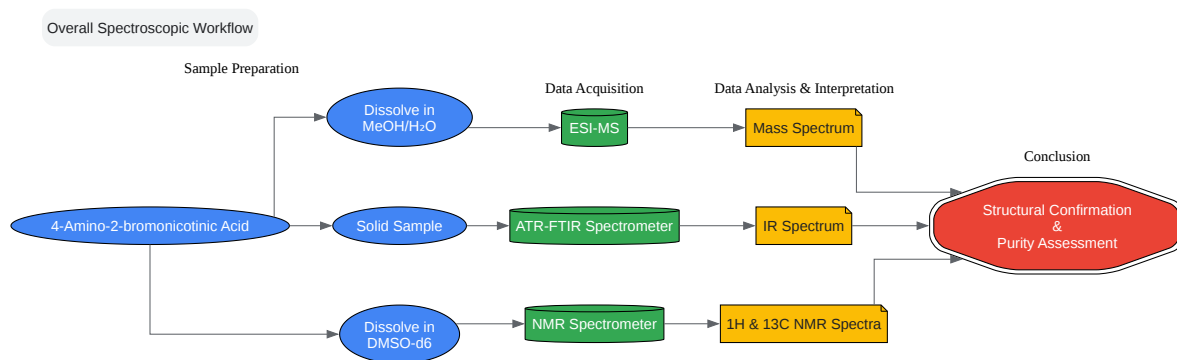 Overall Spectroscopic Workflow
Sample Preparation
Data Acquisition
Data Analysis & Interpretation
Conclusion
Dissolve in
MeOH/H₂O
ESI-MS
Mass Spectrum
4-Amino-2-bromonicotinic Acid
Solid Sample
ATR-FTIR Spectrometer
IR Spectrum
Structural Confirmation
&
Purity Assessment
Dissolve in
DMSO-d6
NMR Spectrometer
1H & 13C NMR Spectra